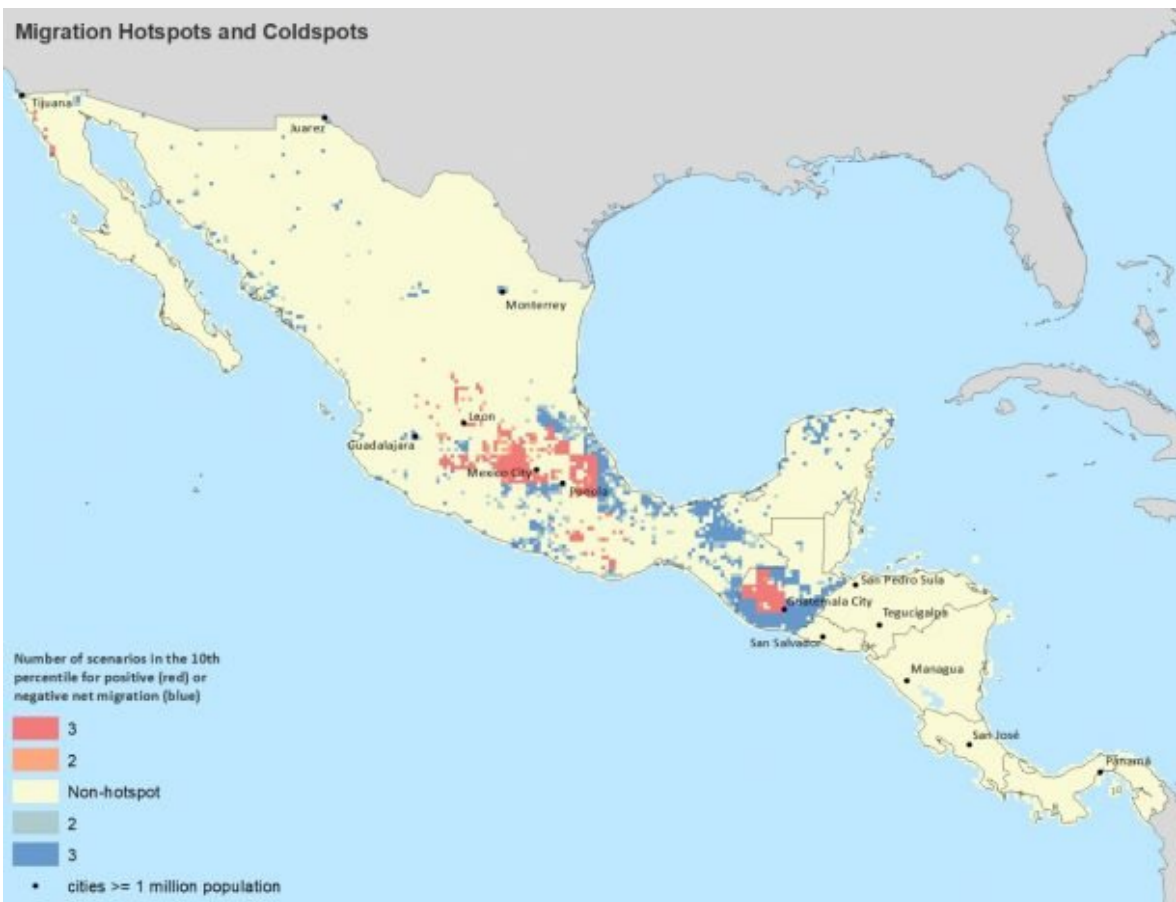 Migration Hotspots and Coldspots
Tijuana
Juarez
Monterrey
Leon
Guadalajara
Mexico City
Puebla
San Pedro Sula
Guatemala City
Tegucigalpa
San Salvador
Managua
San José
Panamá
Number of scenarios in the 10th
percentile for positive (red) or
negative net migration (blue)
3
2
Non-hotspot
2
3
cities >= 1 million population